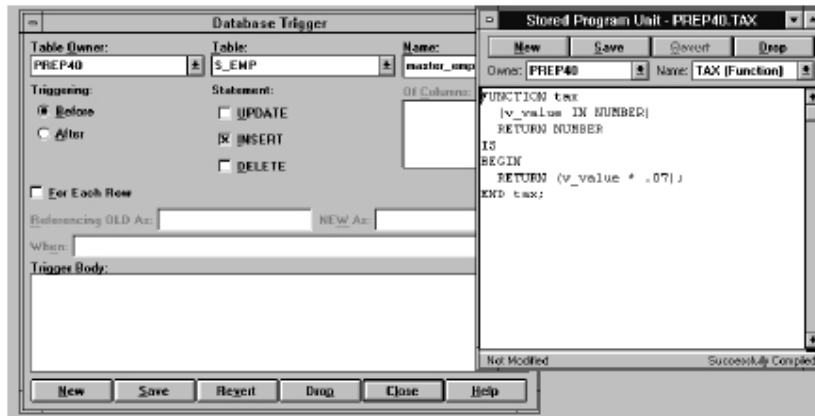 Database Trigger
Table Owner:
Table:
Name:
PREP40
S_EMP
master_emp
Triggering:
Statement:
Of Columns:
Before
UPDATE
After
INSERT
DELETE
For Each Row
Referencing OLD As:
NEW As:
When:
Trigger Body:
New
Save
Revert
Drop
Close
Help
Stored Program Unit - PREP40.TAX
New
Save
Revert
Drop
Owner:
PREP40
Name:
TAX (Function)
FUNCTION tax
(v_value IN NUMBER)
RETURN NUMBER
IS
BEGIN
RETURN (v_value * .07);
END tax;
Not Modified
Successfully Compiled